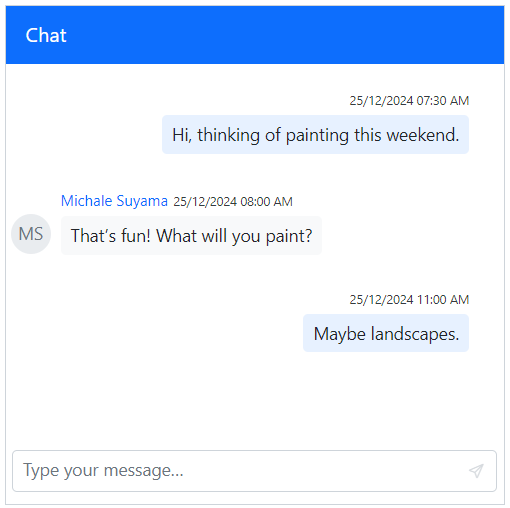 Chat
25/12/2024 07:30 AM
Hi, thinking of painting this weekend.
Michale Suyama 25/12/2024 08:00 AM
MS
That's fun! What will you paint?
25/12/2024 11:00 AM
Maybe landscapes.
Type your message...